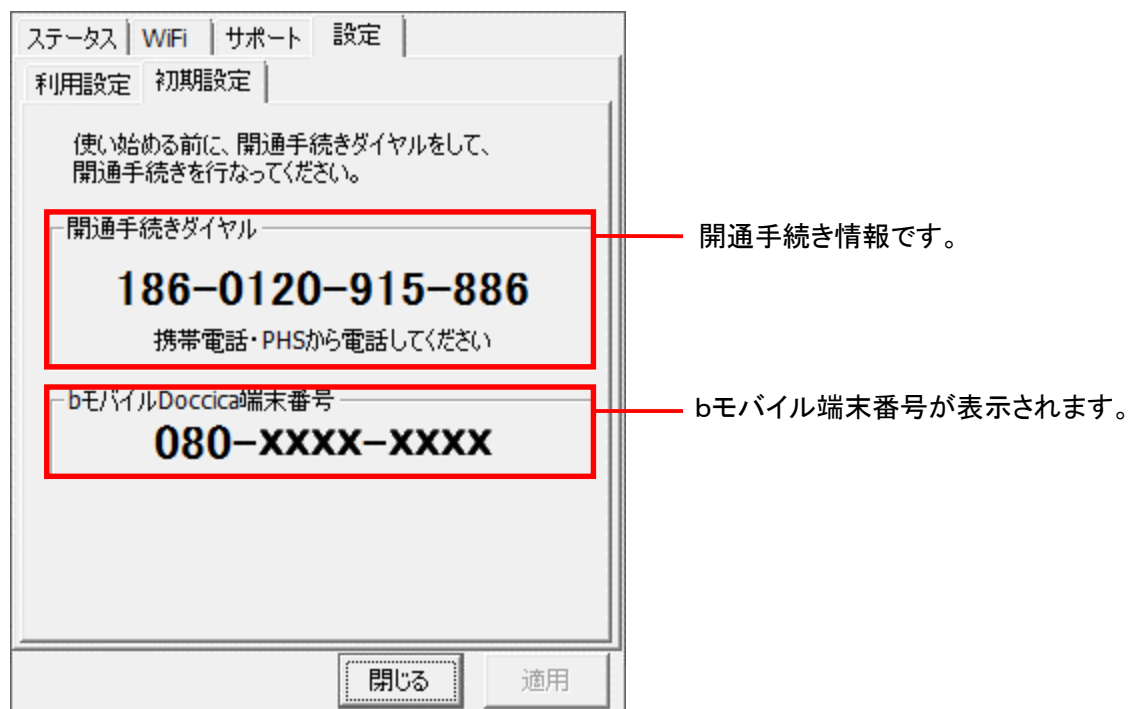 ステータス WiFi サポート 設定
利用設定 初期設定
使い始める前に、開通手続きダイヤルをして、
開通手続きを行なってください。
開通手続きダイヤル
186-0120-915-886
携帯電話・PHSから電話してください
開通手続き情報です。
bモバイルDoccica端末番号
080-xxxx-xxxx
bモバイル端末番号が表示されます。
閉じる 適用